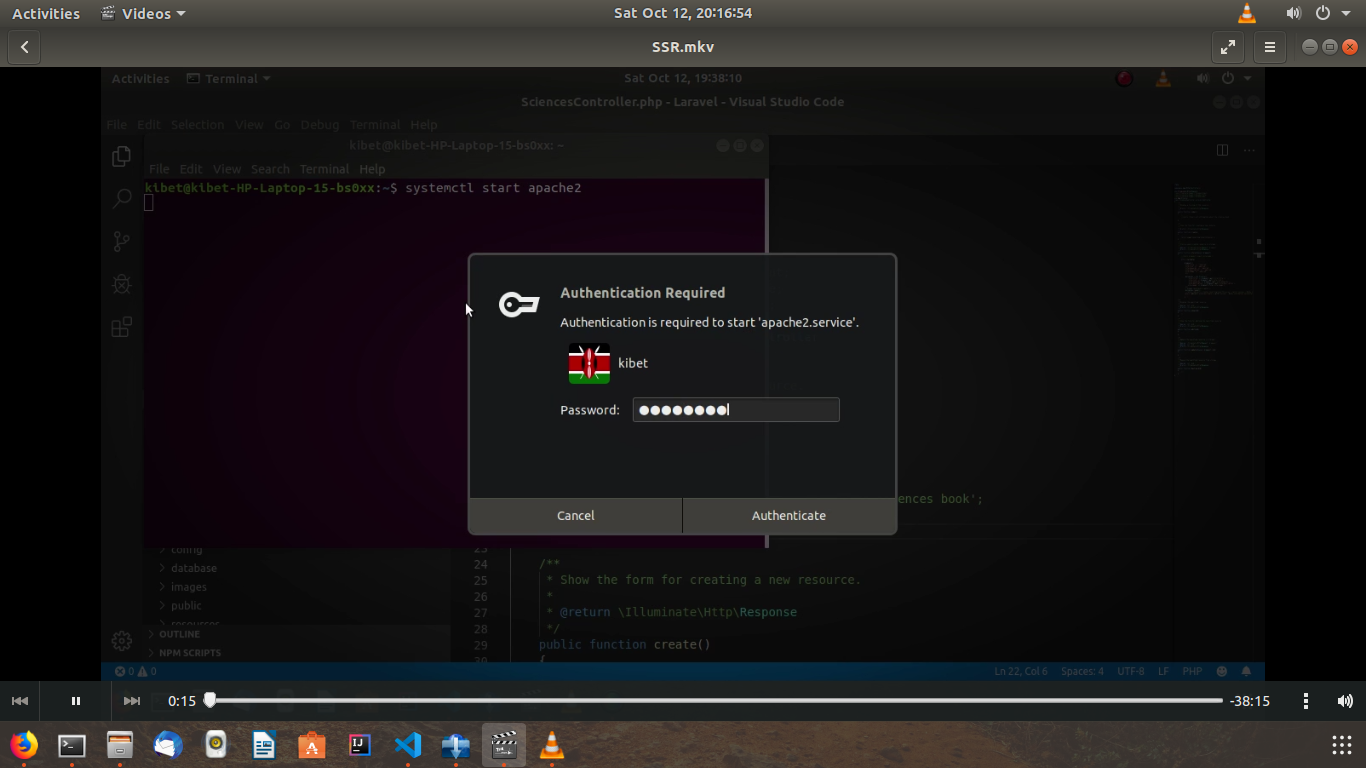 Activities Videos Sat Oct 12, 20:16:54
SSR.mkv
Activities Terminal Sat Oct 12, 19:38:10
SciencesController.php - Laravel - Visual Studio Code
File Edit Selection View Go Debug Terminal Help
kibet@kibet-HP-Laptop-15-bs0xx: ~
File Edit View Search Terminal Help
kibet@kibet-HP-Laptop-15-bs0xx:~$ systemctl start apache2
Authentication Required
Authentication is required to start 'apache2.service'.
kibet
Password: ●●●●●●●●
ences book';
Cancel Authenticate
config 23
24 /**
database 25 * Show the form for creating a new resource.
images 26 *
public 27 * @return \Illuminate\Http\Response
resources 28 */
OUTLINE 29 public function create()
NPM SCRIPTS 30 {
0 0 Ln 22, Col 6 Spaces: 4 UTF-8 LF PHP
0:15 -38:15
IJ